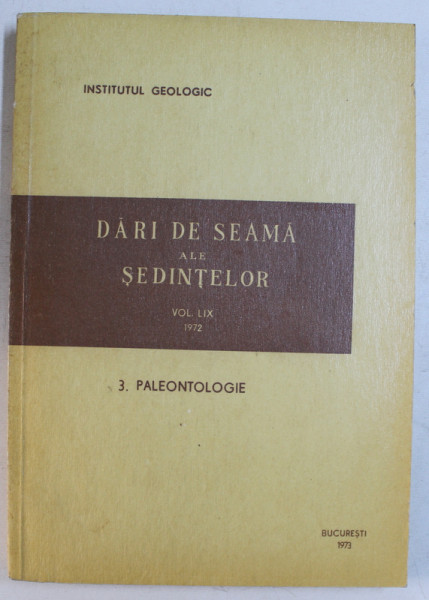 INSTITUTUL GEOLOGIC
DĂRI DE SEAMĂ
ALE
ȘEDINȚELOR
VOL. LIX
1972
3. PALEONTOLOGIE
BUCUREȘTI
1973